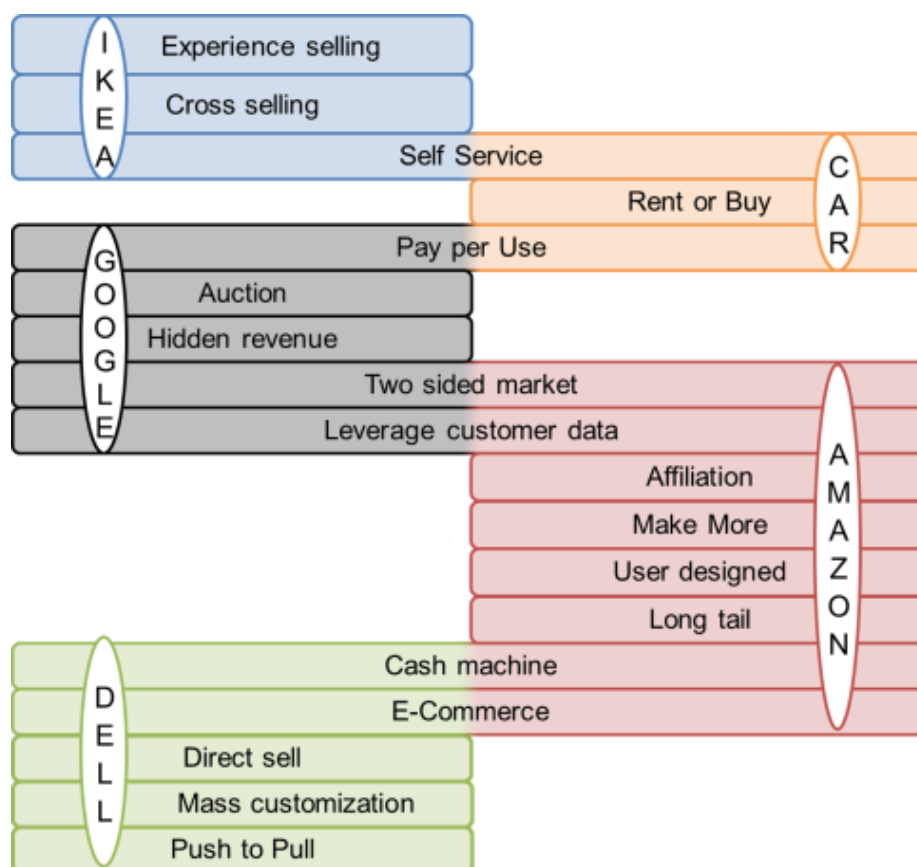 IKEA
Experience selling
Cross selling
Self Service
CAR
Rent or Buy
GOOGLE
Pay per Use
Auction
Hidden revenue
Two sided market
AMAZON
Leverage customer data
Affiliation
Make More
User designed
Long tail
DELL
Cash machine
E-Commerce
Direct sell
Mass customization
Push to Pull